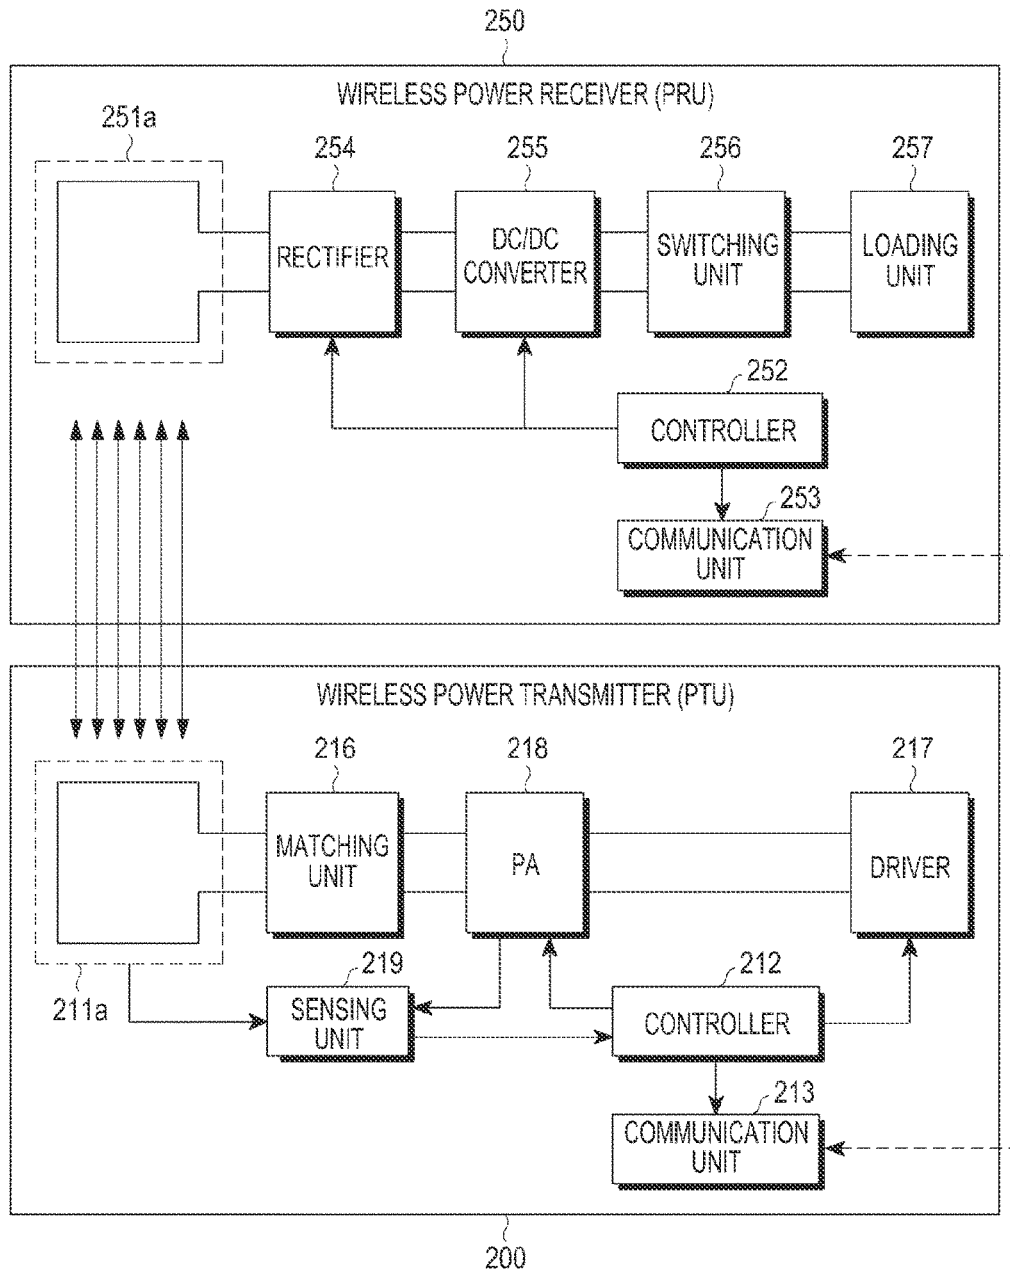 250
WIRELESS POWER RECEIVER (PRU)
251a
254
255
256
257
RECTIFIER
DC/DC
CONVERTER
SWITCHING
UNIT
LOADING
UNIT
252
CONTROLLER
253
COMMUNICATION
UNIT
WIRELESS POWER TRANSMITTER (PTU)
216
218
217
MATCHING
UNIT
PA
DRIVER
211a
219
212
SENSING
UNIT
CONTROLLER
213
COMMUNICATION
UNIT
200